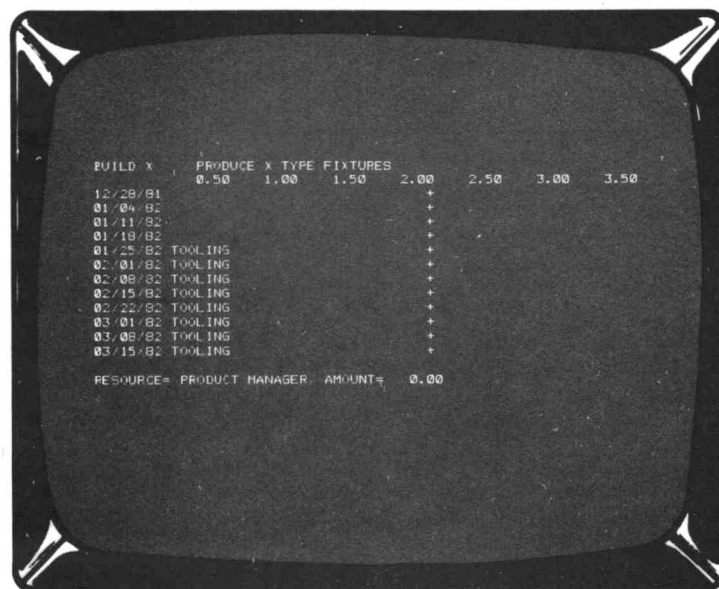 BUILD X PRODUCE X TYPE FIXTURES
0.50 1.00 1.50 2.00 2.50 3.00 3.50
12/28/81 +
01/04/82 +
01/11/82 +
01/18/82 +
01/25/82 TOOLING +
02/01/82 TOOLING +
02/08/82 TOOLING +
02/15/82 TOOLING +
02/22/82 TOOLING +
03/01/82 TOOLING +
03/08/82 TOOLING +
03/15/82 TOOLING +
RESOURCE= PRODUCT MANAGER, AMOUNT= 0.00